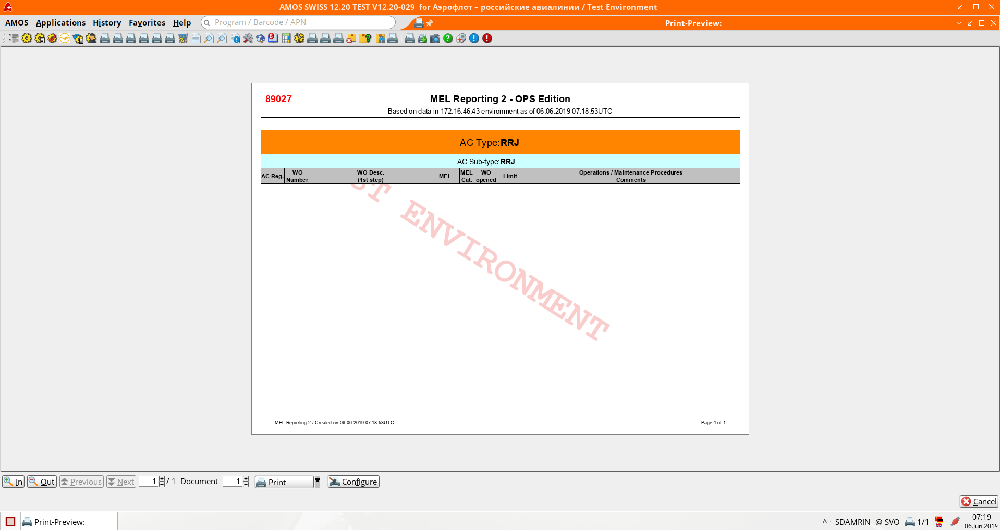 AMOS SWISS 12.20 TEST V12.20-029 for Аэрофлот – российские авиалинии / Test Environment
AMOS Applications History Favorites Help Program / Barcode / APN
Print-Preview:
89027
MEL Reporting 2 - OPS Edition
Based on data in 172.16.46.43 environment as of 06.06.2019 07:18:53UTC
AC Type:RRJ
AC Sub-type:RRJ
AC Reg.
WO
Number
WO Desc.
(1st step)
MEL
MEL
Cat.
WO
opened
Limit
Operations / Maintenance Procedures
Comments
ST ENVIRONMENT
MEL Reporting 2 / Created on 06.06.2019 07:18:53UTC
Page 1 of 1
In Out Previous Next 1 / 1 Document 1 Print Configure
Cancel
Print-Preview:
^ SDAMRIN @ SVO 1/1
07:19
06.Jun.2019